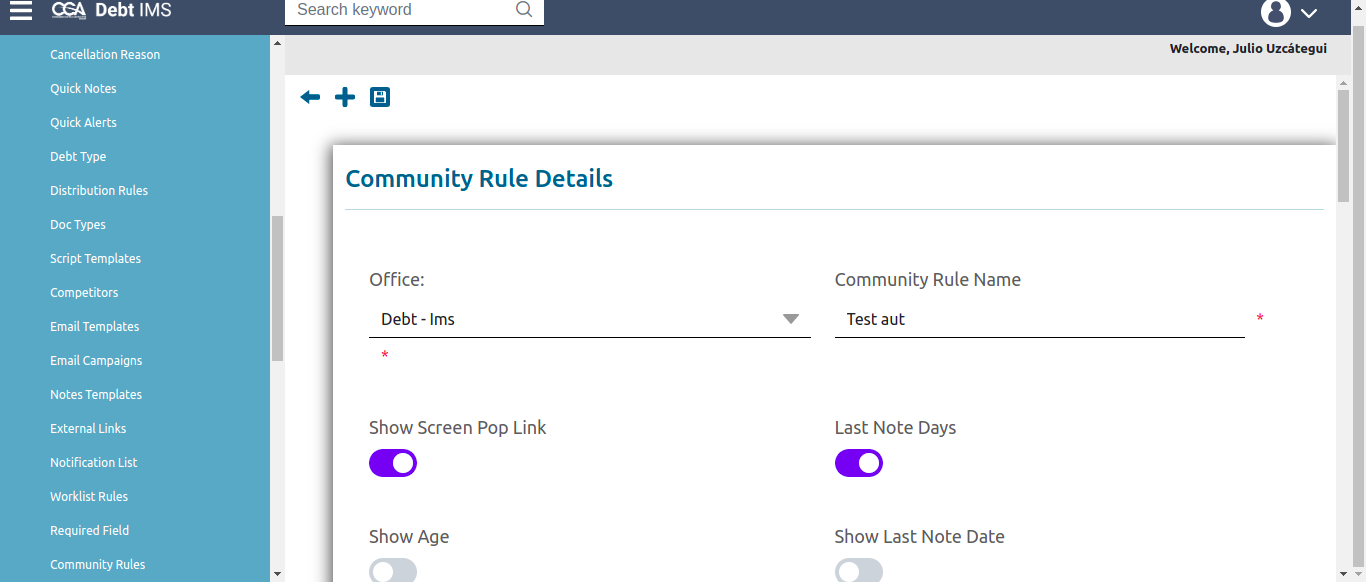 CGA Debt IMS
Search keyword
Welcome, Julio Uzcátegui
Cancellation Reason
Quick Notes
Quick Alerts
Debt Type
Distribution Rules
Doc Types
Script Templates
Competitors
Email Templates
Email Campaigns
Notes Templates
External Links
Notification List
Worklist Rules
Required Field
Community Rules
Community Rule Details
Office:
Community Rule Name
Debt - Ims
Test aut
*
*
Show Screen Pop Link
Last Note Days
Show Age
Show Last Note Date